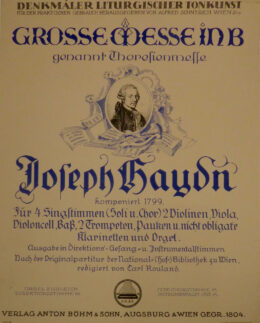 DENKMÄLER LITURGISCHER TONKUNST
GROSSE MESSE IN B
genannt Theresienmesse
Joseph Haydn
komponiert 1799.
Für 4 Singstimmen (Soli u. Chor) 2 Violinen, Viola,
Violoncell, Baß, 2 Trompeten, Pauken u. nicht obligate
Klarinetten und Orgel.
Ausgabe in Direktions-, Gesang- u. Instrumentalstimmen.
Nach der Originalpartitur der National-(Hof)Bibliothek zu Wien,
redigiert von Carl Rouland.
VERLAG ANTON BÖHM & SOHN, AUGSBURG & WIEN GEGR. 1804.